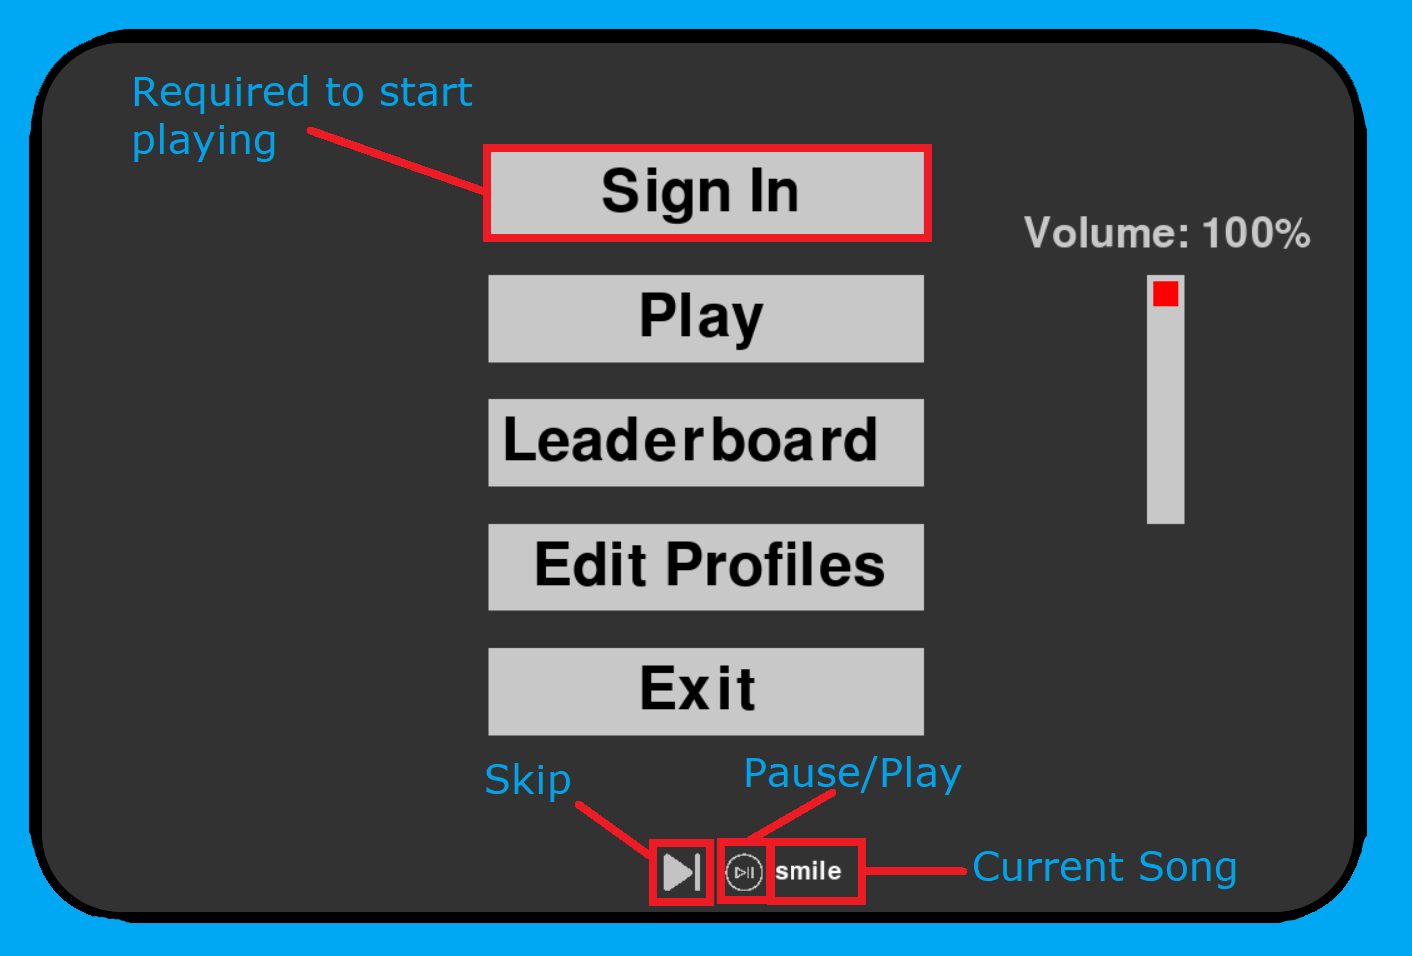 Required to start
playing
Sign In
Volume: 100%
Play
Leaderboard
Edit Profiles
Exit
Skip
Pause/Play
smile
Current Song